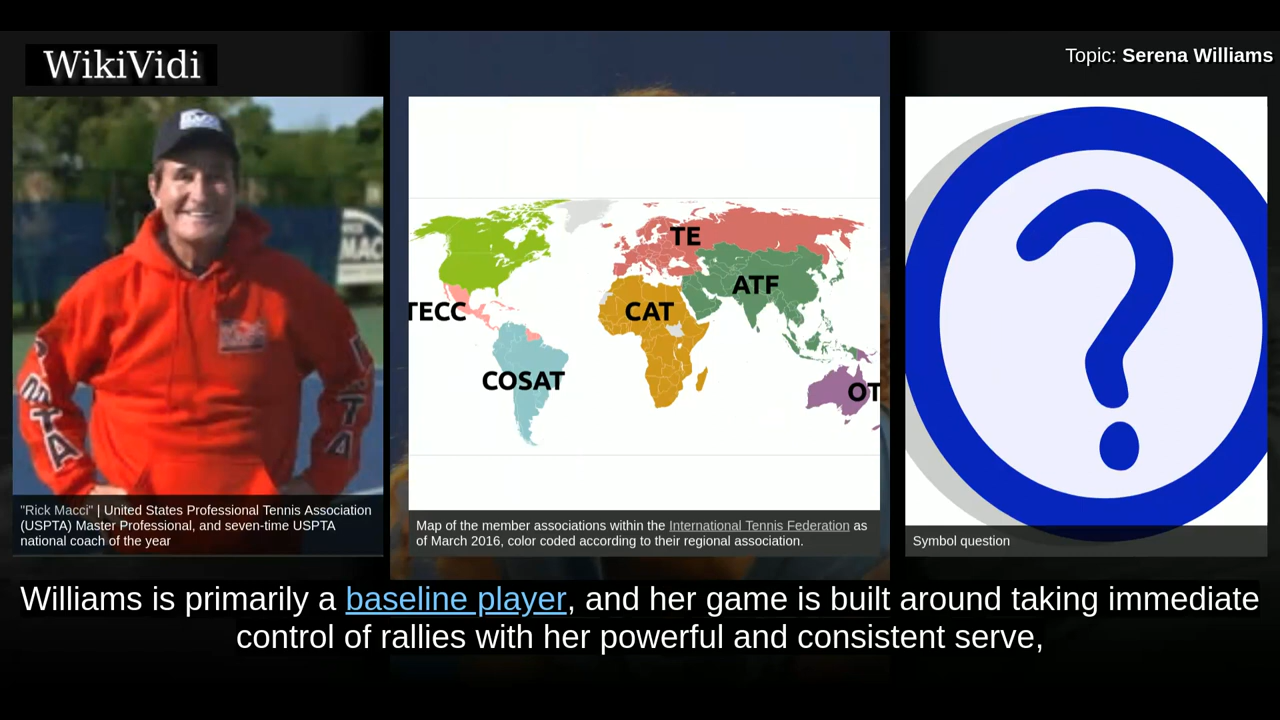 WikiVidi
Topic: Serena Williams
MAC
TE
ATF
TECC
CAT
COSAT
OT
"Rick Macci" | United States Professional Tennis Association
(USPTA) Master Professional, and seven-time USPTA
national coach of the year
Map of the member associations within the International Tennis Federation as
of March 2016, color coded according to their regional association.
Symbol question
Williams is primarily a baseline player, and her game is built around taking immediate
control of rallies with her powerful and consistent serve,